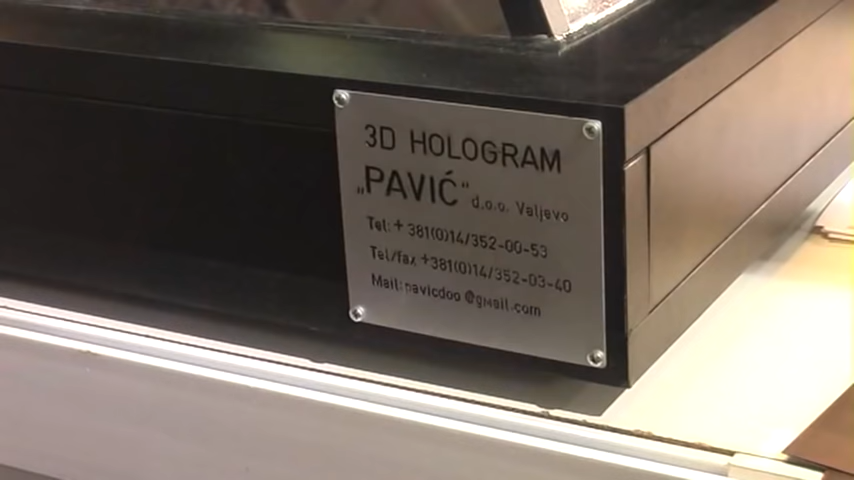 3D HOLOGRAM
„PAVIĆ“ d.o.o. Valjevo
Tel: +381(0)14/352-00-53
Tel/fax +381(0)14/352-03-40
Mail: pavicdoo@gmail.com